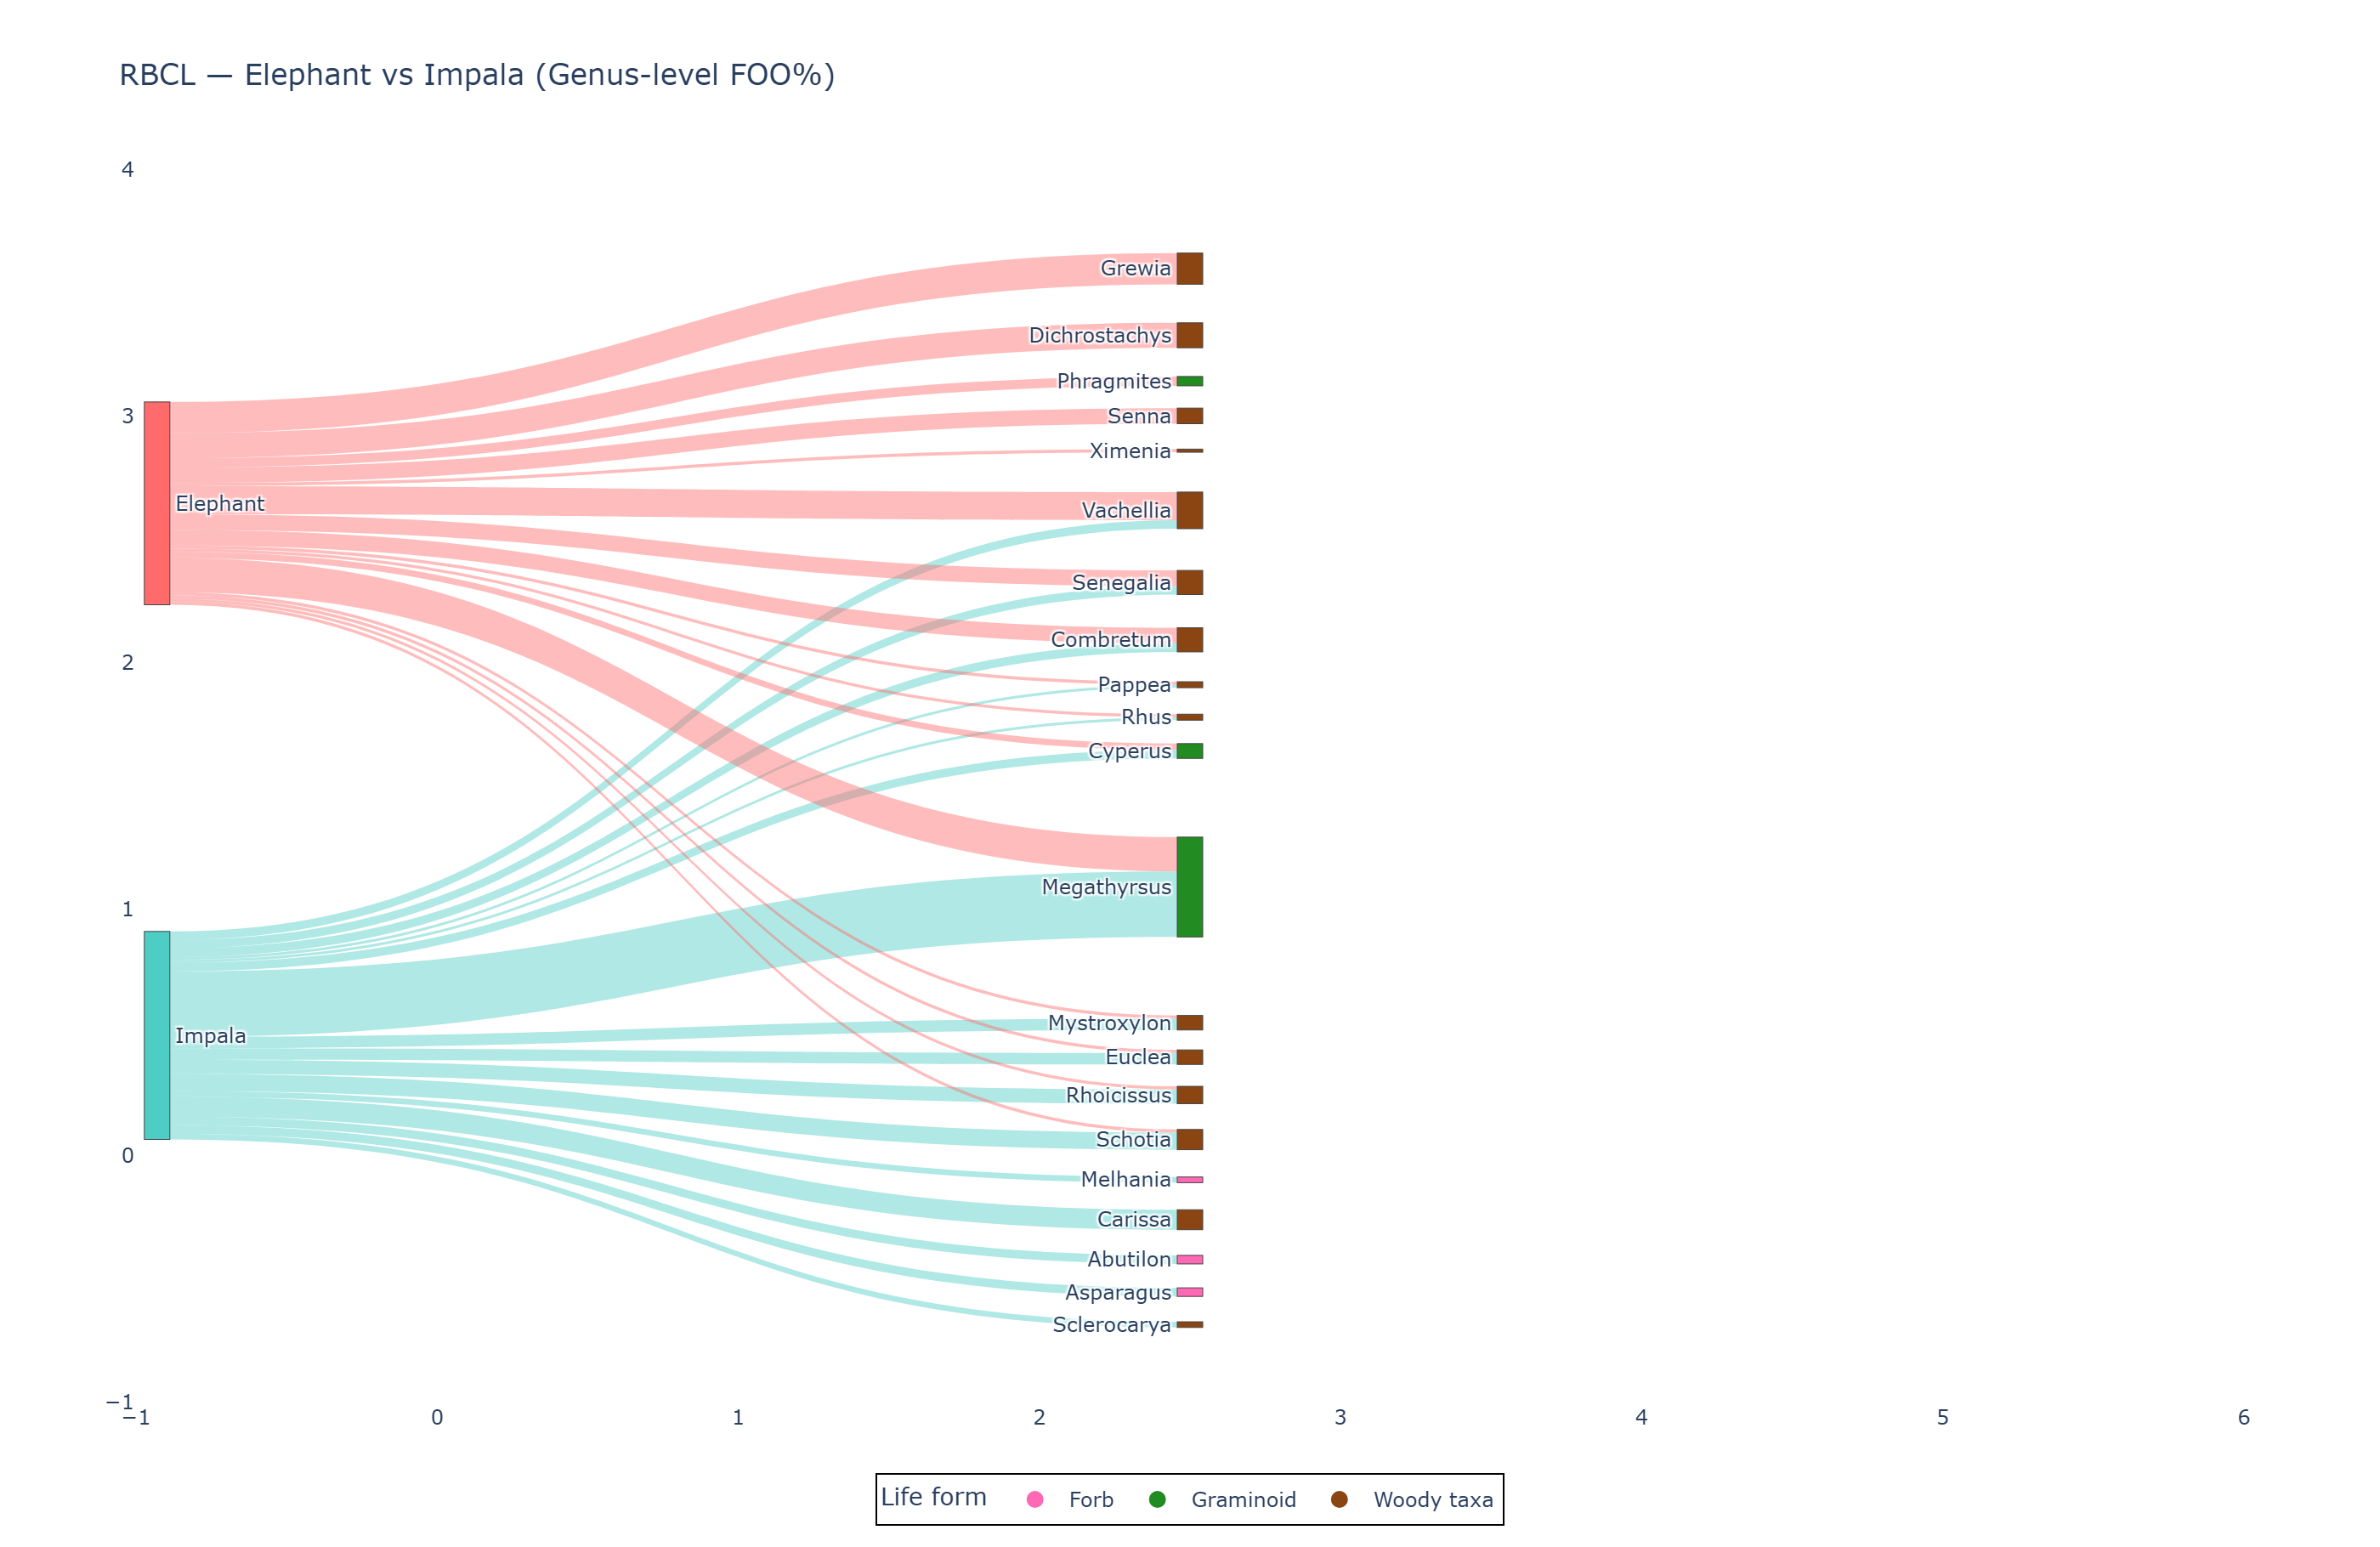 RBCL — Elephant vs Impala (Genus-level FOO%)
4
3
2
1
0
−1
Elephant
Impala
Grewia
Dichrostachys
Phragmites
Senna
Ximenia
Vachellia
Senegalia
Combretum
Pappea
Rhus
Cyperus
Megathyrsus
Mystroxylon
Euclea
Rhoicissus
Schotia
Melhania
Carissa
Abutilon
Asparagus
Sclerocarya
−1 0 1 2 3 4 5 6
Life form Forb Graminoid Woody taxa